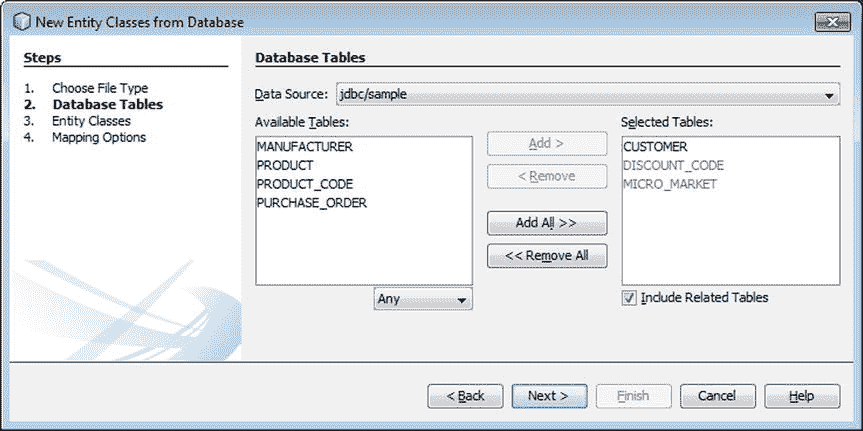 New Entity Classes from Database
Steps
1. Choose File Type
2. Database Tables
3. Entity Classes
4. Mapping Options
Database Tables
Data Source: jdbc/sample
Available Tables:
MANUFACTURER
PRODUCT
PRODUCT_CODE
PURCHASE_ORDER
Any
Add >
< Remove
Add All >>
<< Remove All
Selected Tables:
CUSTOMER
DISCOUNT_CODE
MICRO_MARKET
Include Related Tables
< Back Next > Finish Cancel Help